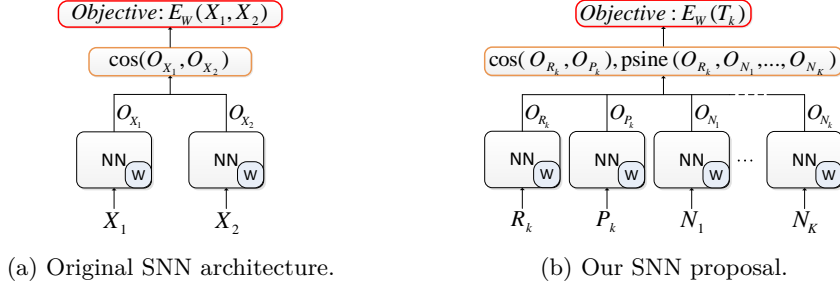 Objective: E_W(X_1, X_2)
cos(O_{X_1}, O_{X_2})
O_{X_1} O_{X_2}
NN W NN W
X_1 X_2
(a) Original SNN architecture.
Objective: E_W(T_k)
cos(O_{R_k}, O_{P_k}), psine(O_{R_k}, O_{N_1}, ..., O_{N_K})
O_{R_k} O_{P_k} O_{N_1} O_{N_k}
NN W NN W NN W ... NN W
R_k P_k N_1 N_K
(b) Our SNN proposal.